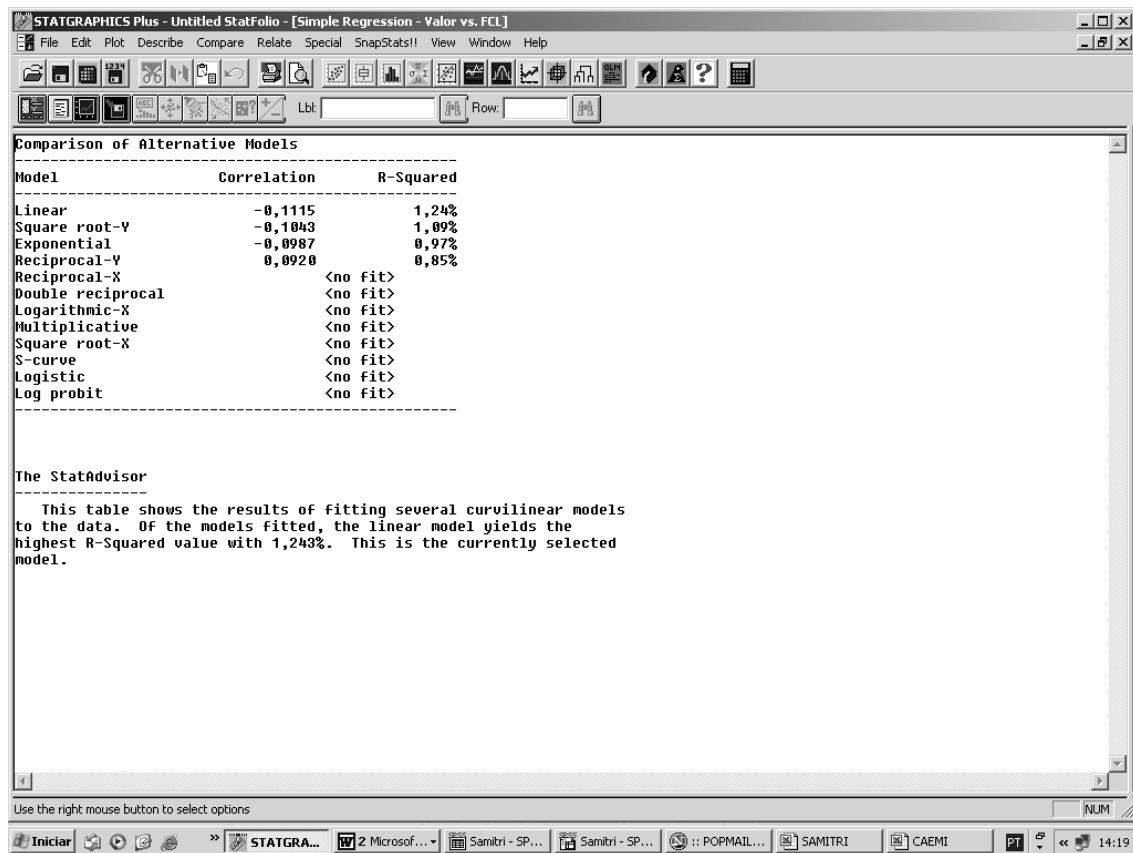 STATGRAPHICS Plus - Untitled StatFolio - [Simple Regression - Valor vs. FCL]
File Edit Plot Describe Compare Relate Special SnapStats!! View Window Help
Lbl: Row:
Comparison of Alternative Models
--------------------------------------------------
Model Correlation R-Squared
--------------------------------------------------
Linear -0,1115 1,24%
Square root-Y -0,1043 1,09%
Exponential -0,0987 0,97%
Reciprocal-Y 0,0920 0,85%
Reciprocal-X <no fit>
Double reciprocal <no fit>
Logarithmic-X <no fit>
Multiplicative <no fit>
Square root-X <no fit>
S-curve <no fit>
Logistic <no fit>
Log probit <no fit>
--------------------------------------------------
The StatAdvisor
---------------
This table shows the results of fitting several curvilinear models
to the data. Of the models fitted, the linear model yields the
highest R-Squared value with 1,243%. This is the currently selected
model.
Use the right mouse button to select options NUM
Iniciar » STATGRA... 2 Microsof... Samitri - SP... Samitri - SP... :: POPMAIL... SAMITRI CAEMI PT « 14:19